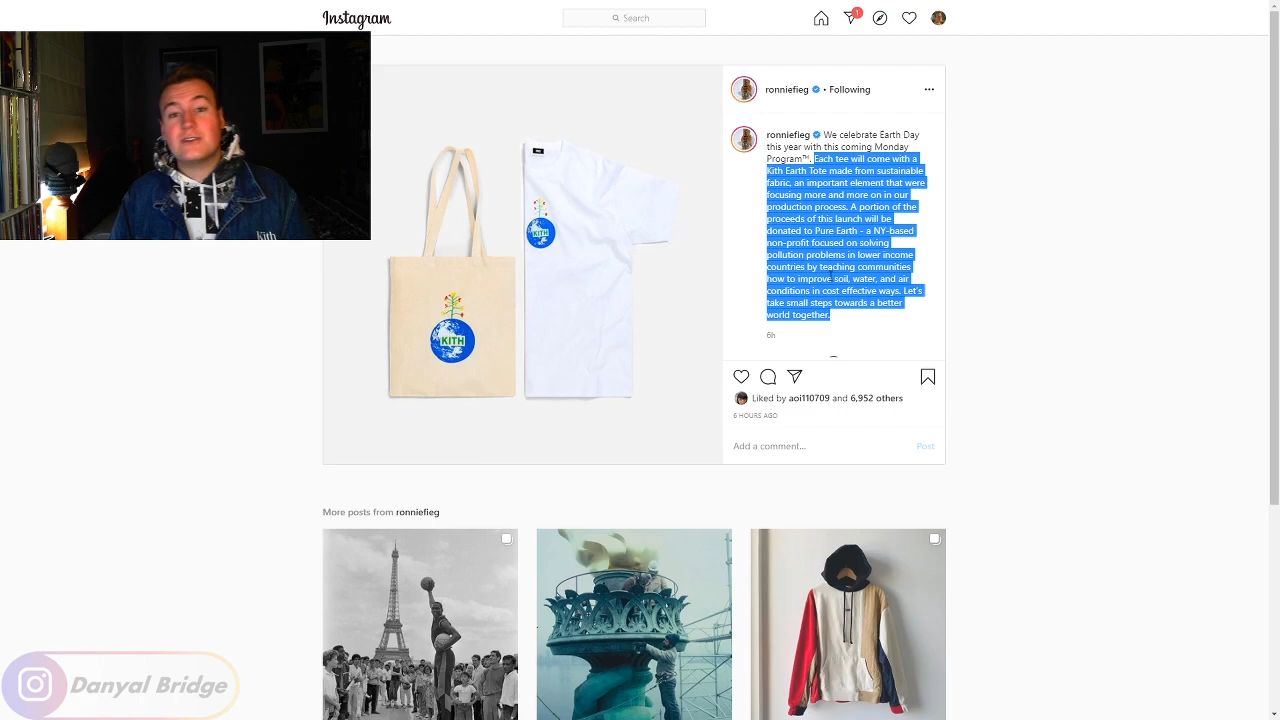 Instagram
Search
1
kith
ronniefieg • Following
ronniefieg We celebrate Earth Day
this year with this coming Monday
Program™. Each tee will come with a
Kith Earth Tote made from sustainable
fabric, an important element that were
focusing more and more on in our
production process. A portion of the
proceeds of this launch will be
donated to Pure Earth - a NY-based
non-profit focused on solving
pollution problems in lower income
countries by teaching communities
how to improve soil, water, and air
conditions in cost effective ways. Let's
take small steps towards a better
world together.
6h
KITH
KITH
Liked by aoi110709 and 6,952 others
6 HOURS AGO
Add a comment... Post
More posts from ronniefieg
Danyal Bridge